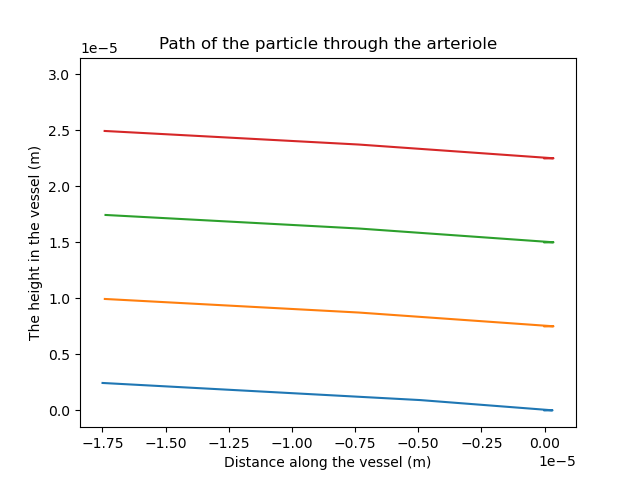 Path of the particle through the arteriole
1e−5
3.0
2.5
2.0
1.5
1.0
0.5
0.0
The height in the vessel (m)
−1.75 −1.50 −1.25 −1.00 −0.75 −0.50 −0.25 0.00
Distance along the vessel (m)
1e−5